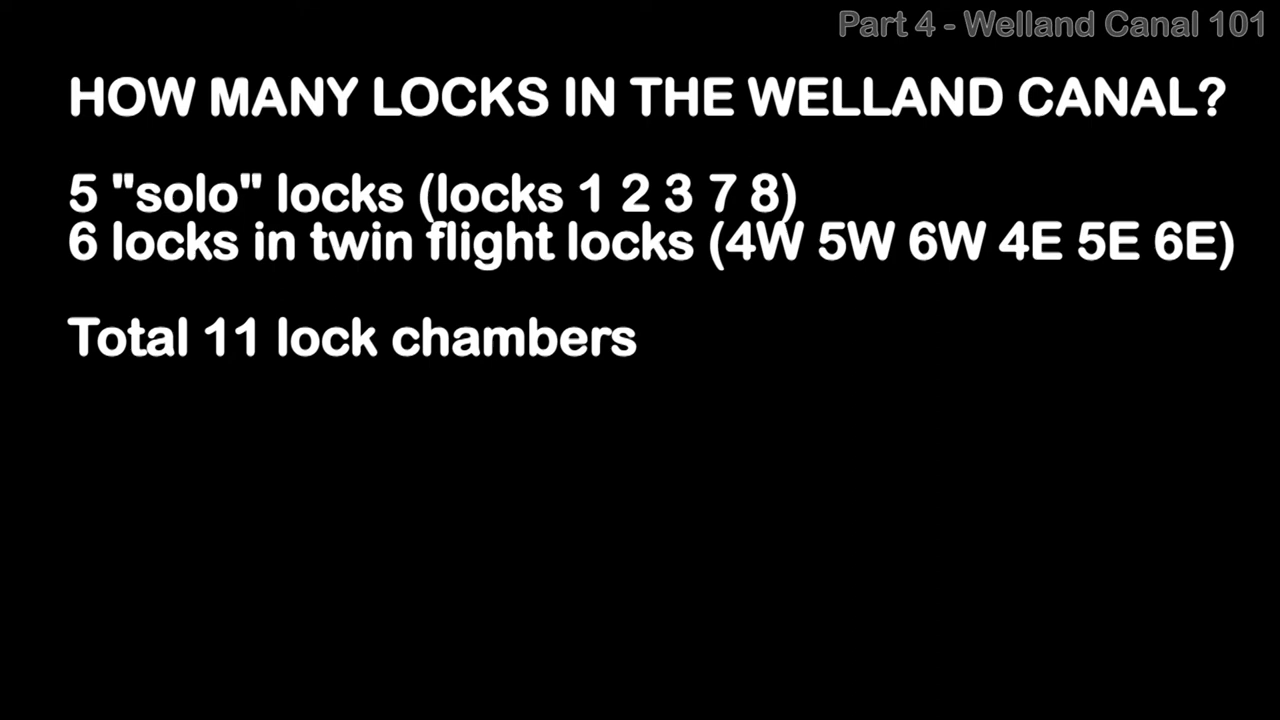 Part 4 - Welland Canal 101
HOW MANY LOCKS IN THE WELLAND CANAL?
5 "solo" locks (locks 1 2 3 7 8)
6 locks in twin flight locks (4W 5W 6W 4E 5E 6E)
Total 11 lock chambers